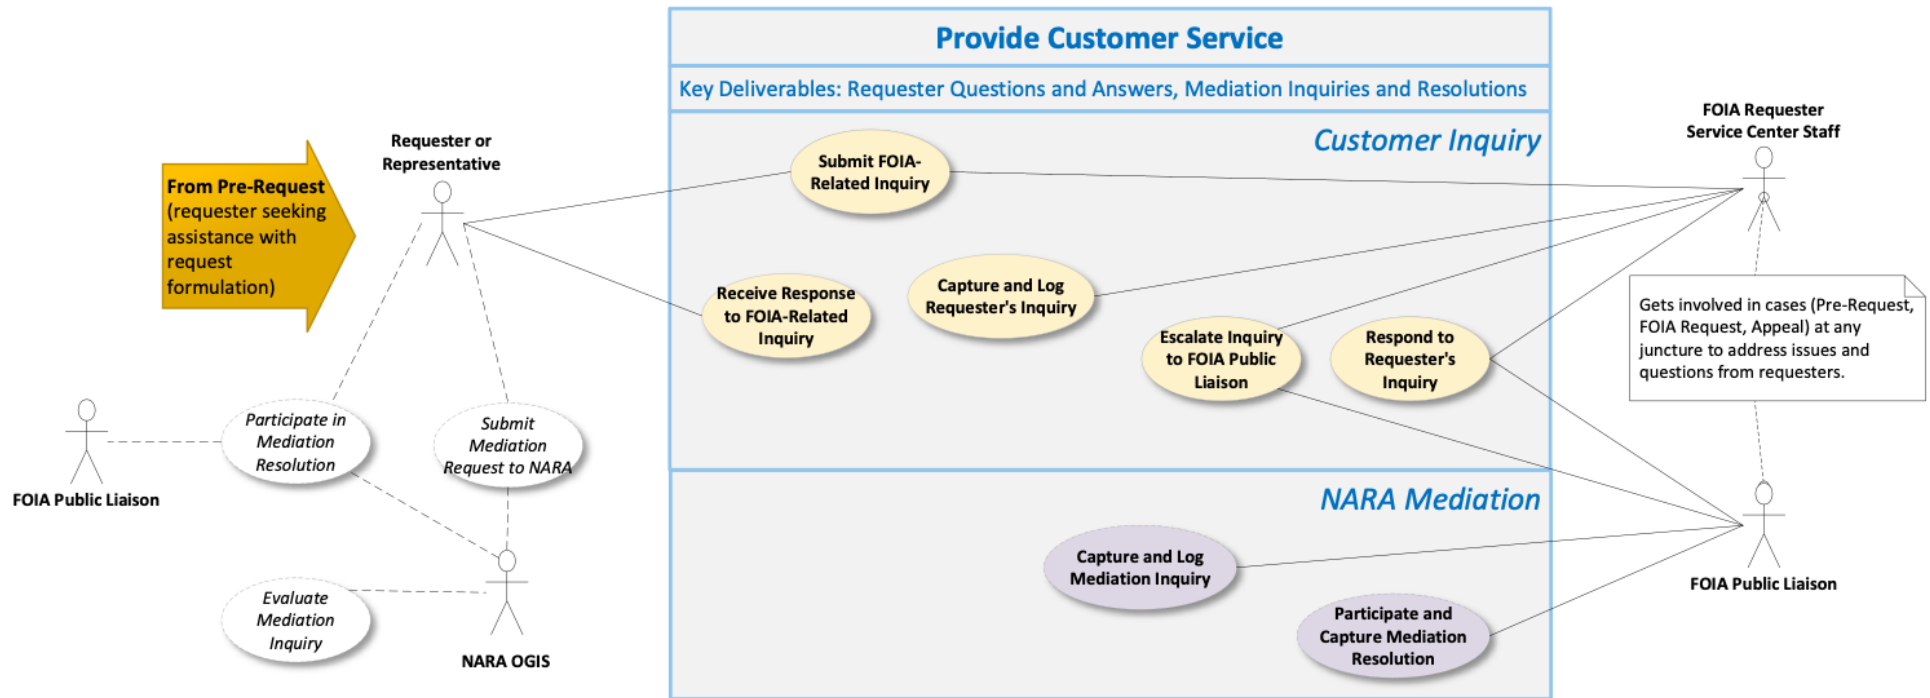 Provide Customer Service
Key Deliverables: Requester Questions and Answers, Mediation Inquiries and Resolutions
Customer Inquiry
From Pre-Request
(requester seeking
assistance with
request
formulation)
Requester or
Representative
Submit FOIA-
Related Inquiry
FOIA Requester
Service Center Staff
Receive Response
to FOIA-Related
Inquiry
Capture and Log
Requester's Inquiry
Escalate Inquiry
to FOIA Public
Liaison
Respond to
Requester's
Inquiry
Gets involved in cases (Pre-Request,
FOIA Request, Appeal) at any
juncture to address issues and
questions from requesters.
FOIA Public Liaison
Participate in
Mediation
Resolution
Submit
Mediation
Request to NARA
NARA Mediation
Evaluate
Mediation
Inquiry
NARA OGIS
Capture and Log
Mediation Inquiry
Participate and
Capture Mediation
Resolution
FOIA Public Liaison